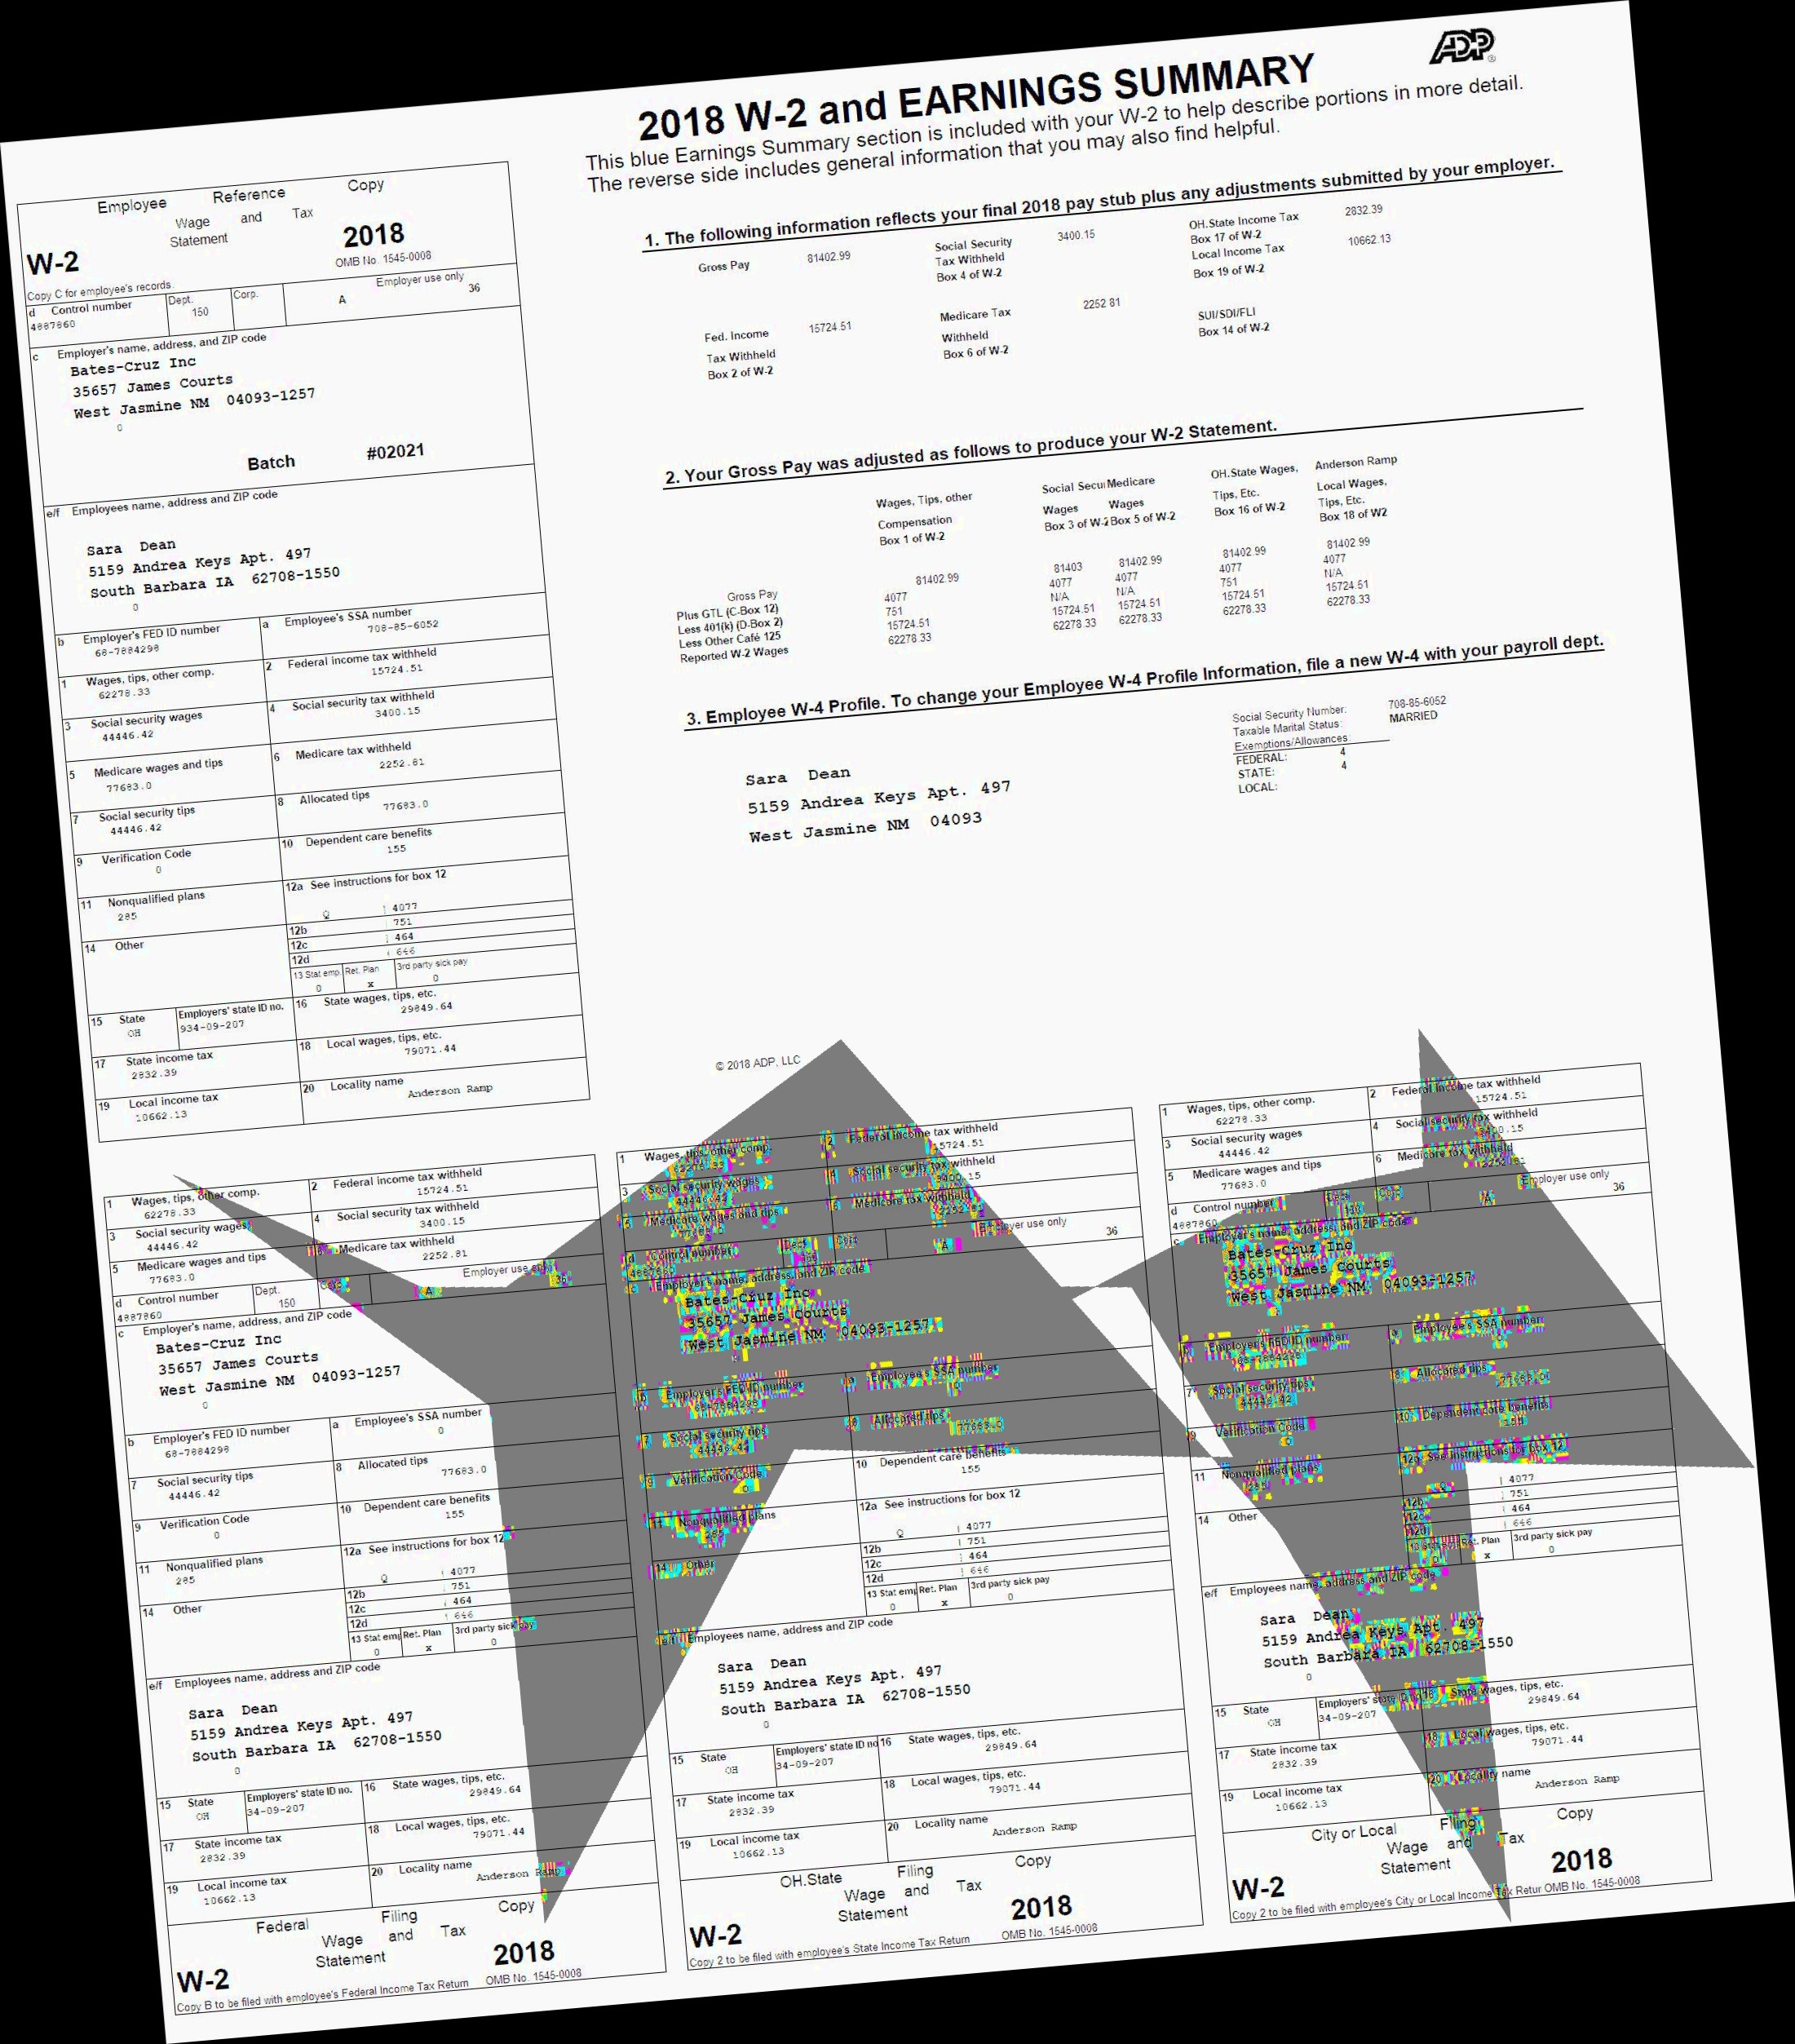 ADP
2018 W-2 and EARNINGS SUMMARY
This blue Earnings Summary section is included with your W-2 to help describe portions in more detail.
The reverse side includes general information that you may also find helpful.
Employee Reference Copy
Wage and Tax
Statement
W-2
2018
OMB No. 1545-0008
Copy C for employee's records.
d Control number
4887860
Dept.
150
Corp.
A
Employer use only
36
c Employer's name, address, and ZIP code
Bates-Cruz Inc
35657 James Courts
West Jasmine NM 04093-1257
0
Batch #02021
e/f Employees name, address and ZIP code
Sara Dean
5159 Andrea Keys Apt. 497
South Barbara IA 62708-1550
0
b Employer's FED ID number
68-7884298
a Employee's SSA number
708-85-6052
1 Wages, tips, other comp.
62278.33
2 Federal income tax withheld
15724.51
3 Social security wages
44446.42
4 Social security tax withheld
3400.15
5 Medicare wages and tips
77683.0
6 Medicare tax withheld
2252.81
7 Social security tips
44446.42
8 Allocated tips
77683.0
9 Verification Code
0
10 Dependent care benefits
155
11 Nonqualified plans
285
12a See instructions for box 12
4077
12b 751
12c 464
12d 646
14 Other
13 Stat emp.
0
Ret. Plan
x
3rd party sick pay
0
15 State
OH
Employers' state ID no.
934-09-207
16 State wages, tips, etc.
29849.64
17 State income tax
2832.39
18 Local wages, tips, etc.
79071.44
19 Local income tax
10662.13
20 Locality name
Anderson Ramp
1. The following information reflects your final 2018 pay stub plus any adjustments submitted by your employer.
Gross Pay 81402.99
Social Security
Tax Withheld
Box 4 of W-2
3400.15
OH.State Income Tax
Box 17 of W-2
2832.39
Local Income Tax
Box 19 of W-2
10662.13
Fed. Income
Tax Withheld
Box 2 of W-2
15724.51
Medicare Tax
Withheld
Box 6 of W-2
2252.81
SUI/SDI/FLI
Box 14 of W-2
2. Your Gross Pay was adjusted as follows to produce your W-2 Statement.
Wages, Tips, other
Compensation
Box 1 of W-2
Social Secu
Wages
Box 3 of W-2
Medicare
Wages
Box 5 of W-2
OH.State Wages,
Tips, Etc.
Box 16 of W-2
Anderson Ramp
Local Wages,
Tips, Etc.
Box 18 of W2
Gross Pay 81402.99 81403 81402.99 81402.99 81402.99
Plus GTL (C-Box 12) 4077 4077 4077 4077 4077
Less 401(k) (D-Box 2) 751 N/A N/A 751 N/A
Less Other Café 125 15724.51 15724.51 15724.51 15724.51 15724.51
Reported W-2 Wages 62278.33 62278.33 62278.33 62278.33 62278.33
3. Employee W-4 Profile. To change your Employee W-4 Profile Information, file a new W-4 with your payroll dept.
Sara Dean
5159 Andrea Keys Apt. 497
West Jasmine NM 04093
Social Security Number: 708-85-6052
Taxable Marital Status: MARRIED
Exemptions/Allowances:
FEDERAL: 4
STATE: 4
LOCAL:
© 2018 ADP, LLC
1 Wages, tips, other comp.
62278.33
2 Federal income tax withheld
15724.51
3 Social security wages
44446.42
4 Social security tax withheld
3400.15
5 Medicare wages and tips
77683.0
Medicare tax withheld
2252.81
d Control number
4887860
Dept.
150
A
Employer use only
36
c Employer's name, address, and ZIP code
Bates-Cruz Inc
35657 James Courts
West Jasmine NM 04093-1257
0
b Employer's FED ID number
68-7884298
a Employee's SSA number
0
7 Social security tips
44446.42
8 Allocated tips
77683.0
9 Verification Code
0
10 Dependent care benefits
155
11 Nonqualified plans
285
12a See instructions for box 12
4077
12b 751
12c 464
12d 646
14 Other
13 Stat emp
0
Ret. Plan
x
3rd party sick pay
0
e/f Employees name, address and ZIP code
Sara Dean
5159 Andrea Keys Apt. 497
South Barbara IA 62708-1550
0
15 State
OH
Employers' state ID no.
34-09-207
16 State wages, tips, etc.
29849.64
17 State income tax
2832.39
18 Local wages, tips, etc.
79071.44
19 Local income tax
10662.13
20 Locality name
Anderson Ramp
Federal Filing Copy
Wage and Tax
Statement
W-2
2018
Copy B to be filed with employee's Federal Income Tax Return
OMB No. 1545-0008
1 Wages, tips, other comp.
62278.33
2 Federal income tax withheld
15724.51
3 Social security wages
44446.42
Social security tax withheld
3400.15
Medicare wages and tips
Medicare tax withheld
2252.81
Control number
A
Employer use only
36
Employer's name, address, and ZIP code
Bates-Cruz Inc
35657 James Courts
West Jasmine NM 04093-1257
Employer's FED ID number
68-7884298
Employee's SSA number
7 Social security tips
44446.42
Allocated tips
77683.0
Verification Code
0
10 Dependent care benefits
155
11 Nonqualified plans
285
12a See instructions for box 12
4077
12b 751
12c 464
12d 646
14 Other
13 Stat emp
0
Ret. Plan
x
3rd party sick pay
0
e/f Employees name, address and ZIP code
Sara Dean
5159 Andrea Keys Apt. 497
South Barbara IA 62708-1550
0
15 State
OH
Employers' state ID no
34-09-207
16 State wages, tips, etc.
29849.64
17 State income tax
2832.39
18 Local wages, tips, etc.
79071.44
19 Local income tax
10662.13
20 Locality name
Anderson Ramp
OH.State Filing Copy
Wage and Tax
Statement
W-2
2018
Copy 2 to be filed with employee's State Income Tax Return
OMB No. 1545-0008
1 Wages, tips, other comp.
62278.33
2 Federal income tax withheld
15724.51
3 Social security wages
44446.42
4 Social security tax withheld
3400.15
5 Medicare wages and tips
77683.0
6 Medicare tax withheld
2252.81
d Control number
4887860
A
Employer use only
36
Employer's name, address, and ZIP code
Bates-Cruz Inc
35657 James Courts
West Jasmine NM 04093-1257
Employer's FED ID number
68-7884298
Employee's SSA number
7 Social security tips
44446.42
Allocated tips
77683.0
9 Verification Code
0
Dependent care benefits
155
11 Nonqualified plans
285
12a See instructions for box 12
4077
12b 751
12c 464
12d 646
14 Other
Ret. Plan
x
3rd party sick pay
0
e/f Employees name, address and ZIP code
Sara Dean
5159 Andrea Keys Apt. 497
South Barbara IA 62708-1550
0
15 State
OH
Employers' state ID no.
34-09-207
State wages, tips, etc.
29849.64
17 State income tax
2832.39
18 Local wages, tips, etc.
79071.44
19 Local income tax
10662.13
20 Locality name
Anderson Ramp
City or Local Filing Copy
Wage and Tax
Statement
W-2
2018
Copy 2 to be filed with employee's City or Local Income Tax Retur OMB No. 1545-0008